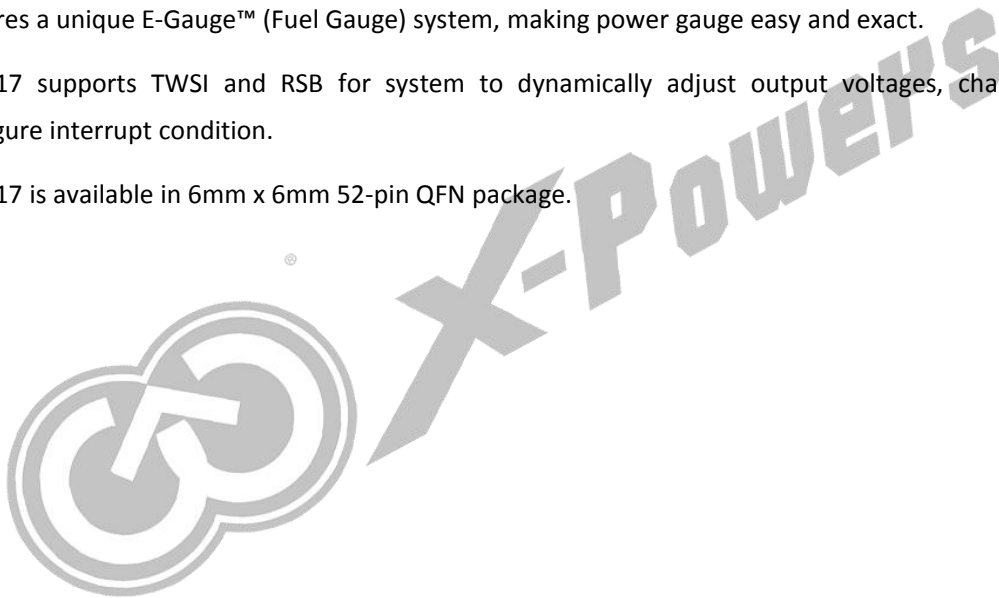 res a unique E-Gauge™ (Fuel Gauge) system, making power gauge easy and exact.
17 supports TWSI and RSB for system to dynamically adjust output voltages, cha
gure interrupt condition.
17 is available in 6mm x 6mm 52-pin QFN package.
X-Powers
®